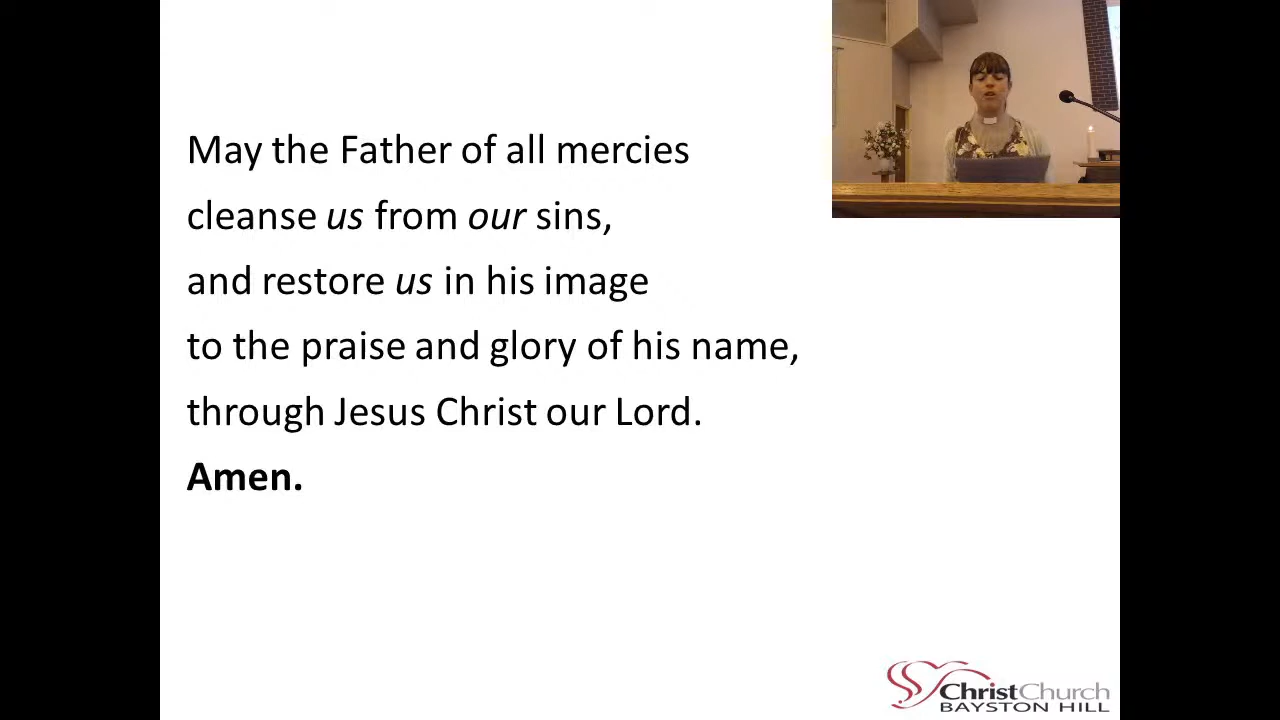 May the Father of all mercies
cleanse us from our sins,
and restore us in his image
to the praise and glory of his name,
through Jesus Christ our Lord.
Amen.
ChristChurch
BAYSTON HILL